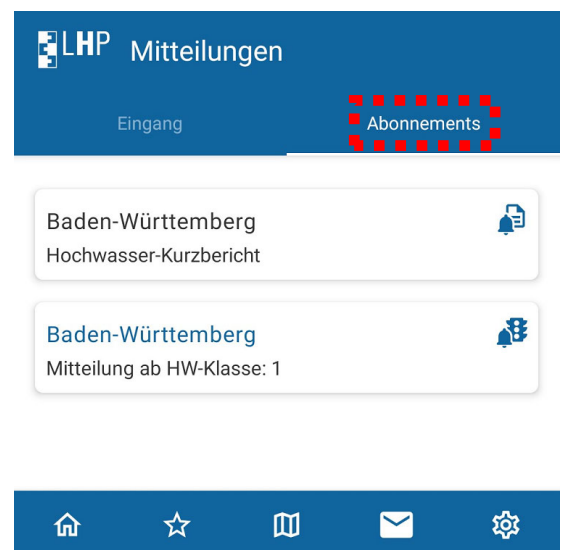 LHP Mitteilungen
Eingang Abonnements
Baden-Württemberg
Hochwasser-Kurzbericht
Baden-Württemberg
Mitteilung ab HW-Klasse: 1